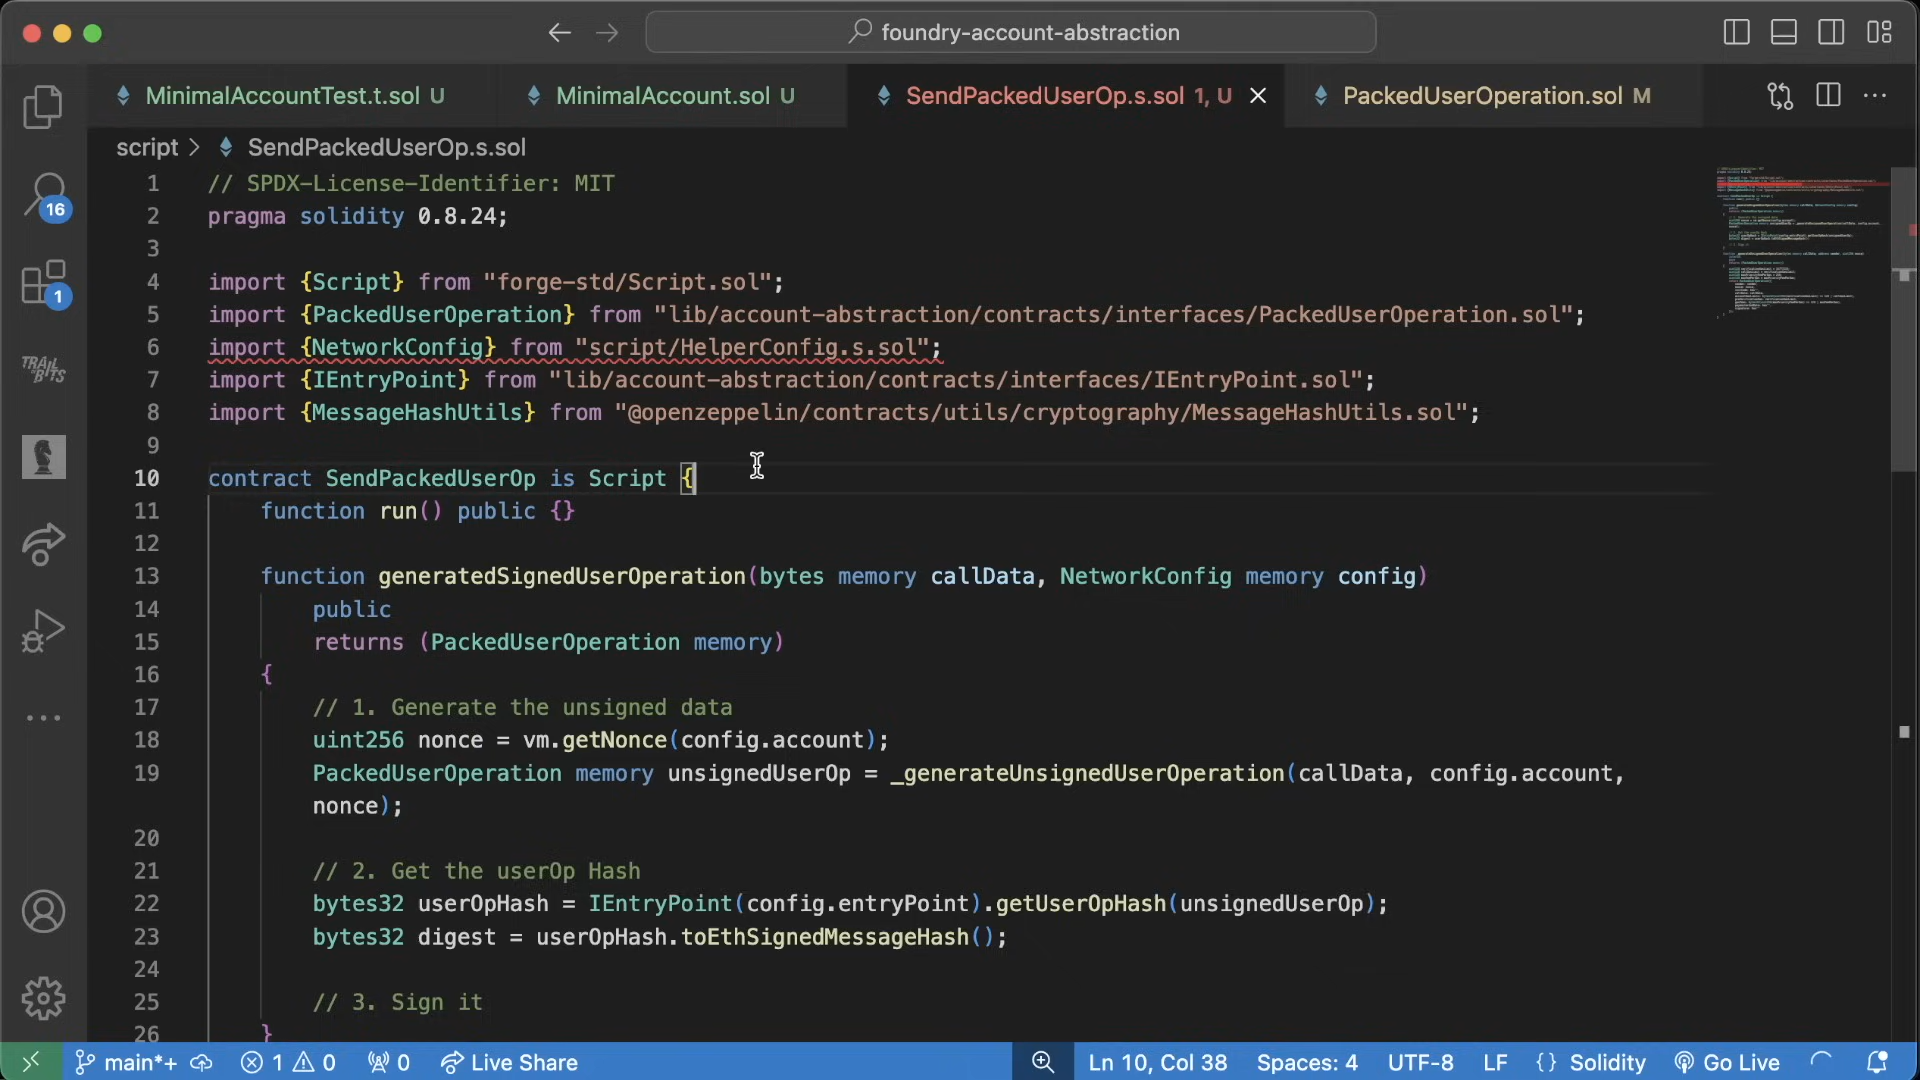 foundry-account-abstraction
MinimalAccountTest.t.sol U
MinimalAccount.sol U
SendPackedUserOp.s.sol 1, U
PackedUserOperation.sol M
script > SendPackedUserOp.s.sol
16
1
TRAIL OF BITS
1 // SPDX-License-Identifier: MIT
2 pragma solidity 0.8.24;
3
4 import {Script} from "forge-std/Script.sol";
5 import {PackedUserOperation} from "lib/account-abstraction/contracts/interfaces/PackedUserOperation.sol";
6 import {NetworkConfig} from "script/HelperConfig.s.sol";
7 import {IEntryPoint} from "lib/account-abstraction/contracts/interfaces/IEntryPoint.sol";
8 import {MessageHashUtils} from "@openzeppelin/contracts/utils/cryptography/MessageHashUtils.sol";
9
10 contract SendPackedUserOp is Script {
11 function run() public {}
12
13 function generatedSignedUserOperation(bytes memory callData, NetworkConfig memory config)
14 public
15 returns (PackedUserOperation memory)
16 {
17 // 1. Generate the unsigned data
18 uint256 nonce = vm.getNonce(config.account);
19 PackedUserOperation memory unsignedUserOp = _generateUnsignedUserOperation(callData, config.account,
nonce);
20
21 // 2. Get the userOp Hash
22 bytes32 userOpHash = IEntryPoint(config.entryPoint).getUserOpHash(unsignedUserOp);
23 bytes32 digest = userOpHash.toEthSignedMessageHash();
24
25 // 3. Sign it
26 }
main*+ 1 0 0 Live Share Ln 10, Col 38 Spaces: 4 UTF-8 LF {} Solidity Go Live